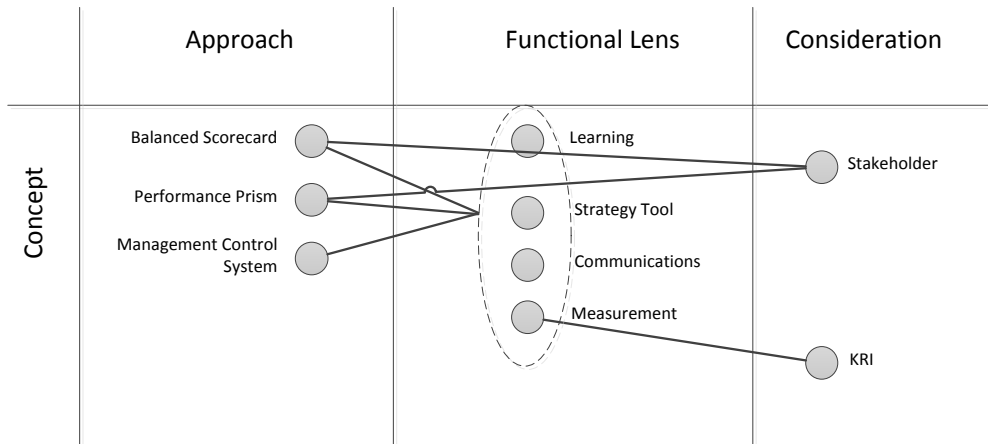 Approach
Functional Lens
Consideration
Concept
Balanced Scorecard
Learning
Stakeholder
Performance Prism
Strategy Tool
Management Control
System
Communications
Measurement
KRI